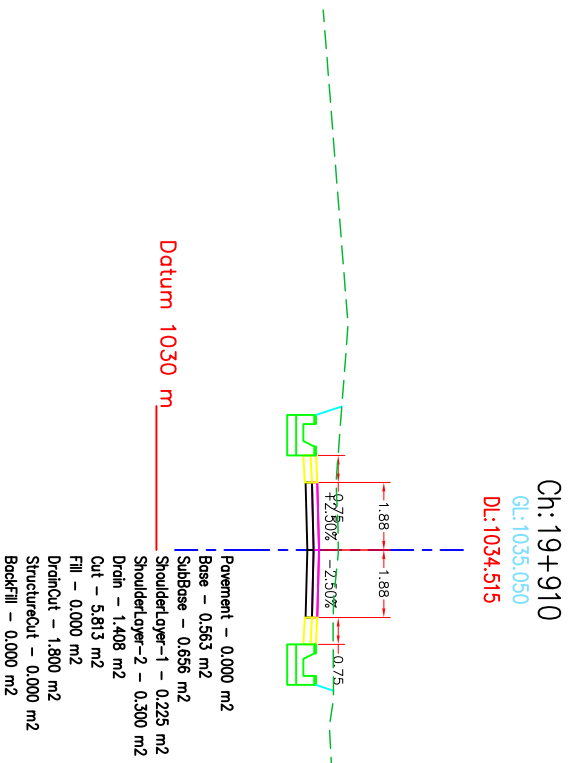 Ch: 19+910
GL:1035.050
DL:1034.515
1.88
1.88
0.75
+2.50%
-2.50%
0.75
Datum 1030 m
Pavement - 0.000 m2
Base - 0.563 m2
SubBase - 0.656 m2
ShoulderLayer-1 - 0.225 m2
ShoulderLayer-2 - 0.300 m2
Drain - 1.408 m2
Cut - 5.813 m2
Fill - 0.000 m2
DrainCut - 1.800 m2
StructureCut - 0.000 m2
BackFill - 0.000 m2